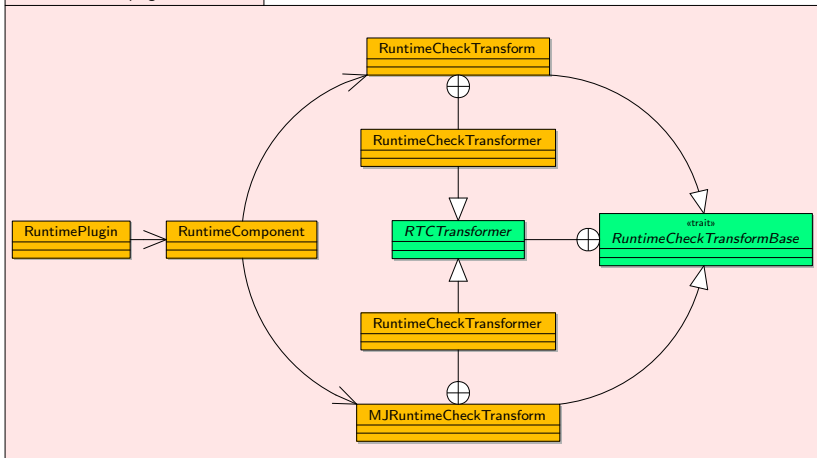 RuntimeCheckTransform
RuntimeCheckTransformer
RuntimePlugin
RuntimeComponent
RTCTransformer
«trait»
RuntimeCheckTransformBase
RuntimeCheckTransformer
MJRuntimeCheckTransform